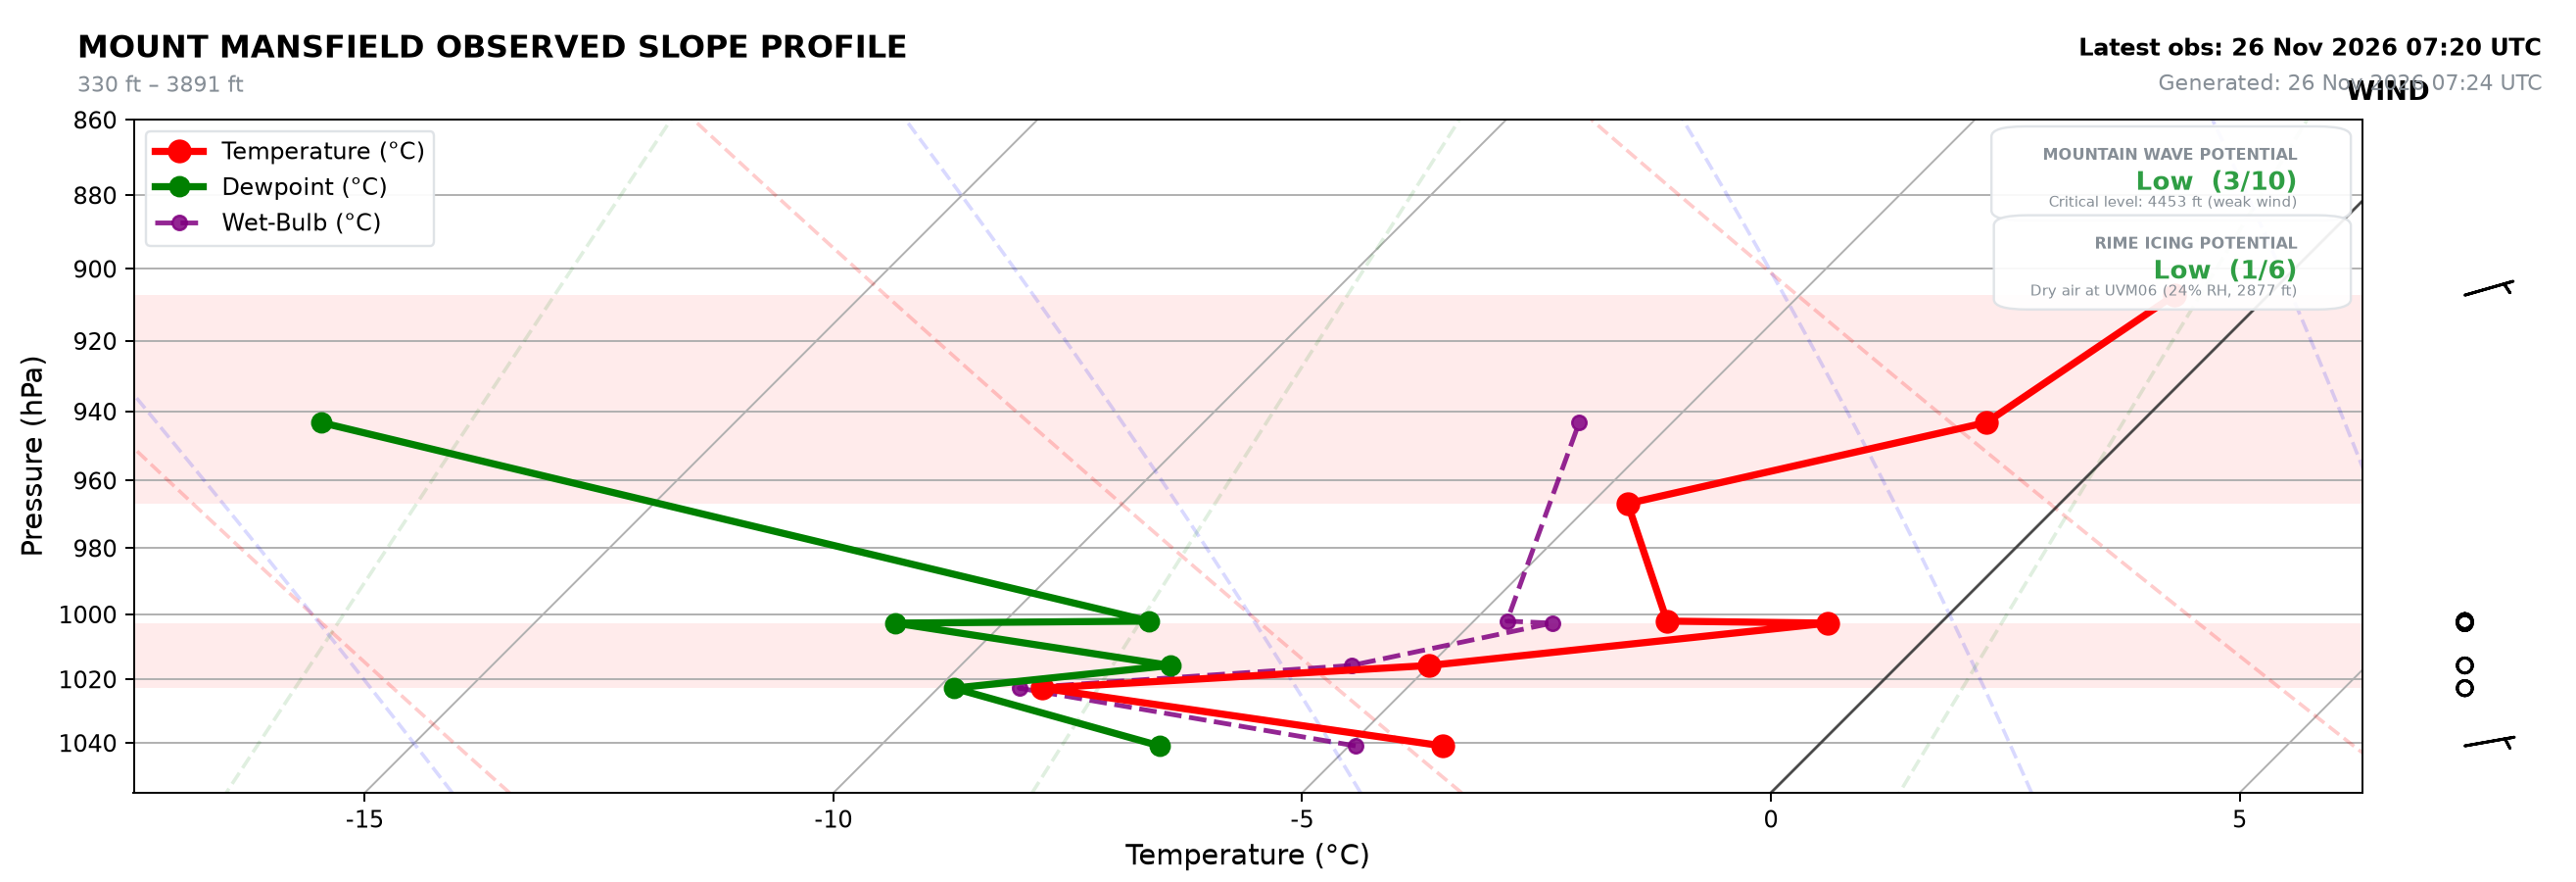 MOUNT MANSFIELD OBSERVED SLOPE PROFILE
330 ft – 3891 ft
Latest obs: 26 Nov 2026 07:20 UTC
Generated: 26 Nov 2026 07:24 UTC
WIND
Temperature (°C)
Dewpoint (°C)
Wet-Bulb (°C)
MOUNTAIN WAVE POTENTIAL
Low (3/10)
Critical level: 4453 ft (weak wind)
RIME ICING POTENTIAL
Low (1/6)
Dry air at UVM06 (24% RH, 2877 ft)
Pressure (hPa)
860
880
900
920
940
960
980
1000
1020
1040
-15
-10
-5
0
5
Temperature (°C)